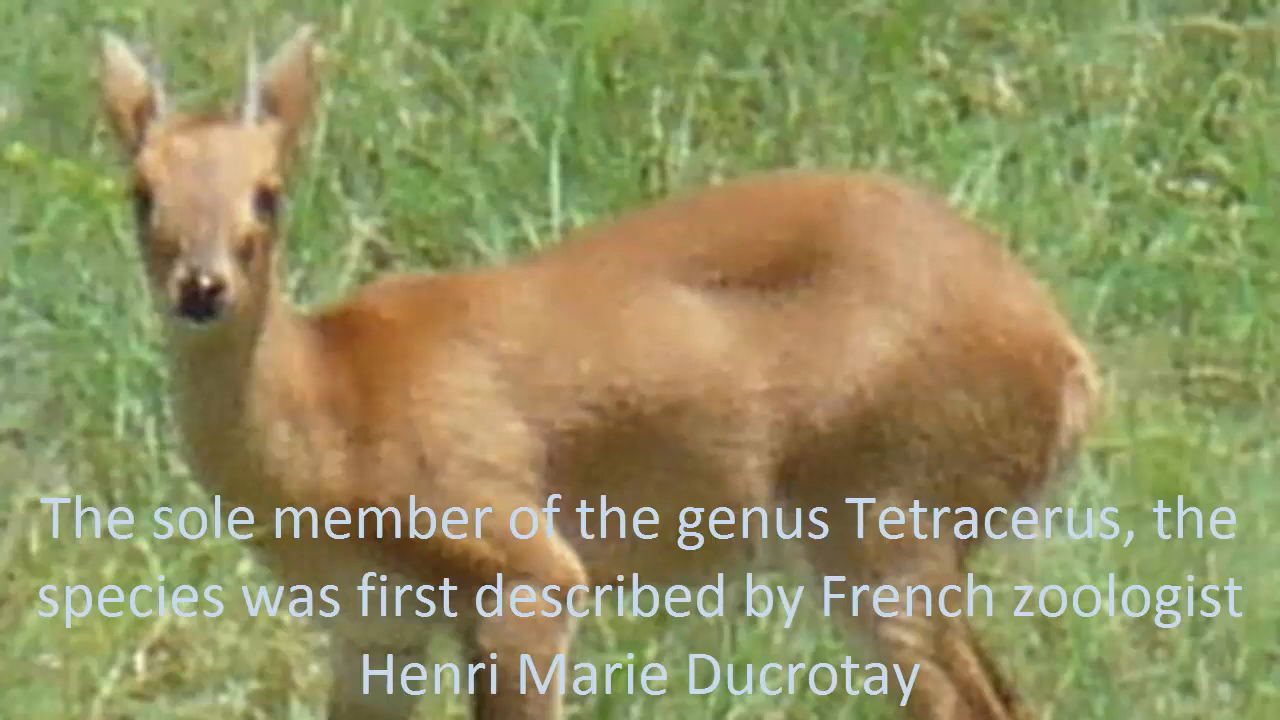 The sole member of the genus Tetracerus, the
species was first described by French zoologist
Henri Marie Ducrotay